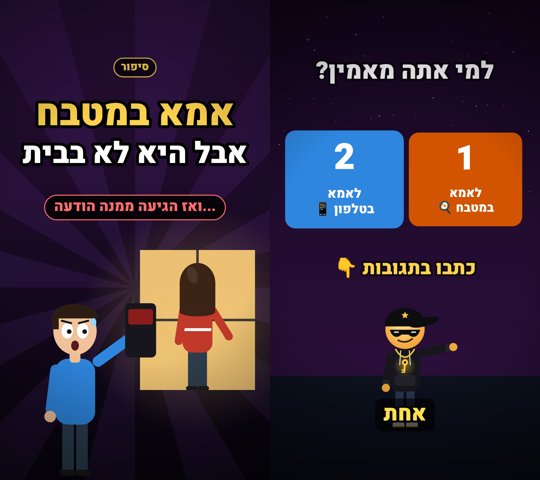 סיפור
אמא במטבח
אבל היא לא בבית
...ואז הגיעה ממנה הודעה
למי אתה מאמין?
1
לאמא
במטבח 🍳
2
לאמא
בטלפון 📱
כתבו בתגובות 👇
אחת